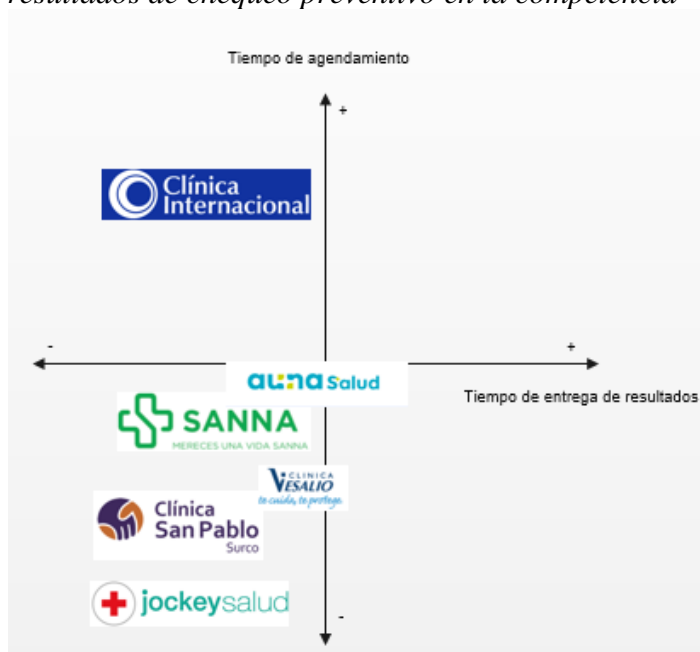 resultados de chequeo preventivo en la competencia
Tiempo de agendamiento
+
Clínica
Internacional
-
+
auna Salud
Tiempo de entrega de resultados
SANNA
MERECES UNA VIDA SANNA
CLINICA
VESALIO
te cuida, te protege.
Clínica
San Pablo
Surco
jockeysalud
-